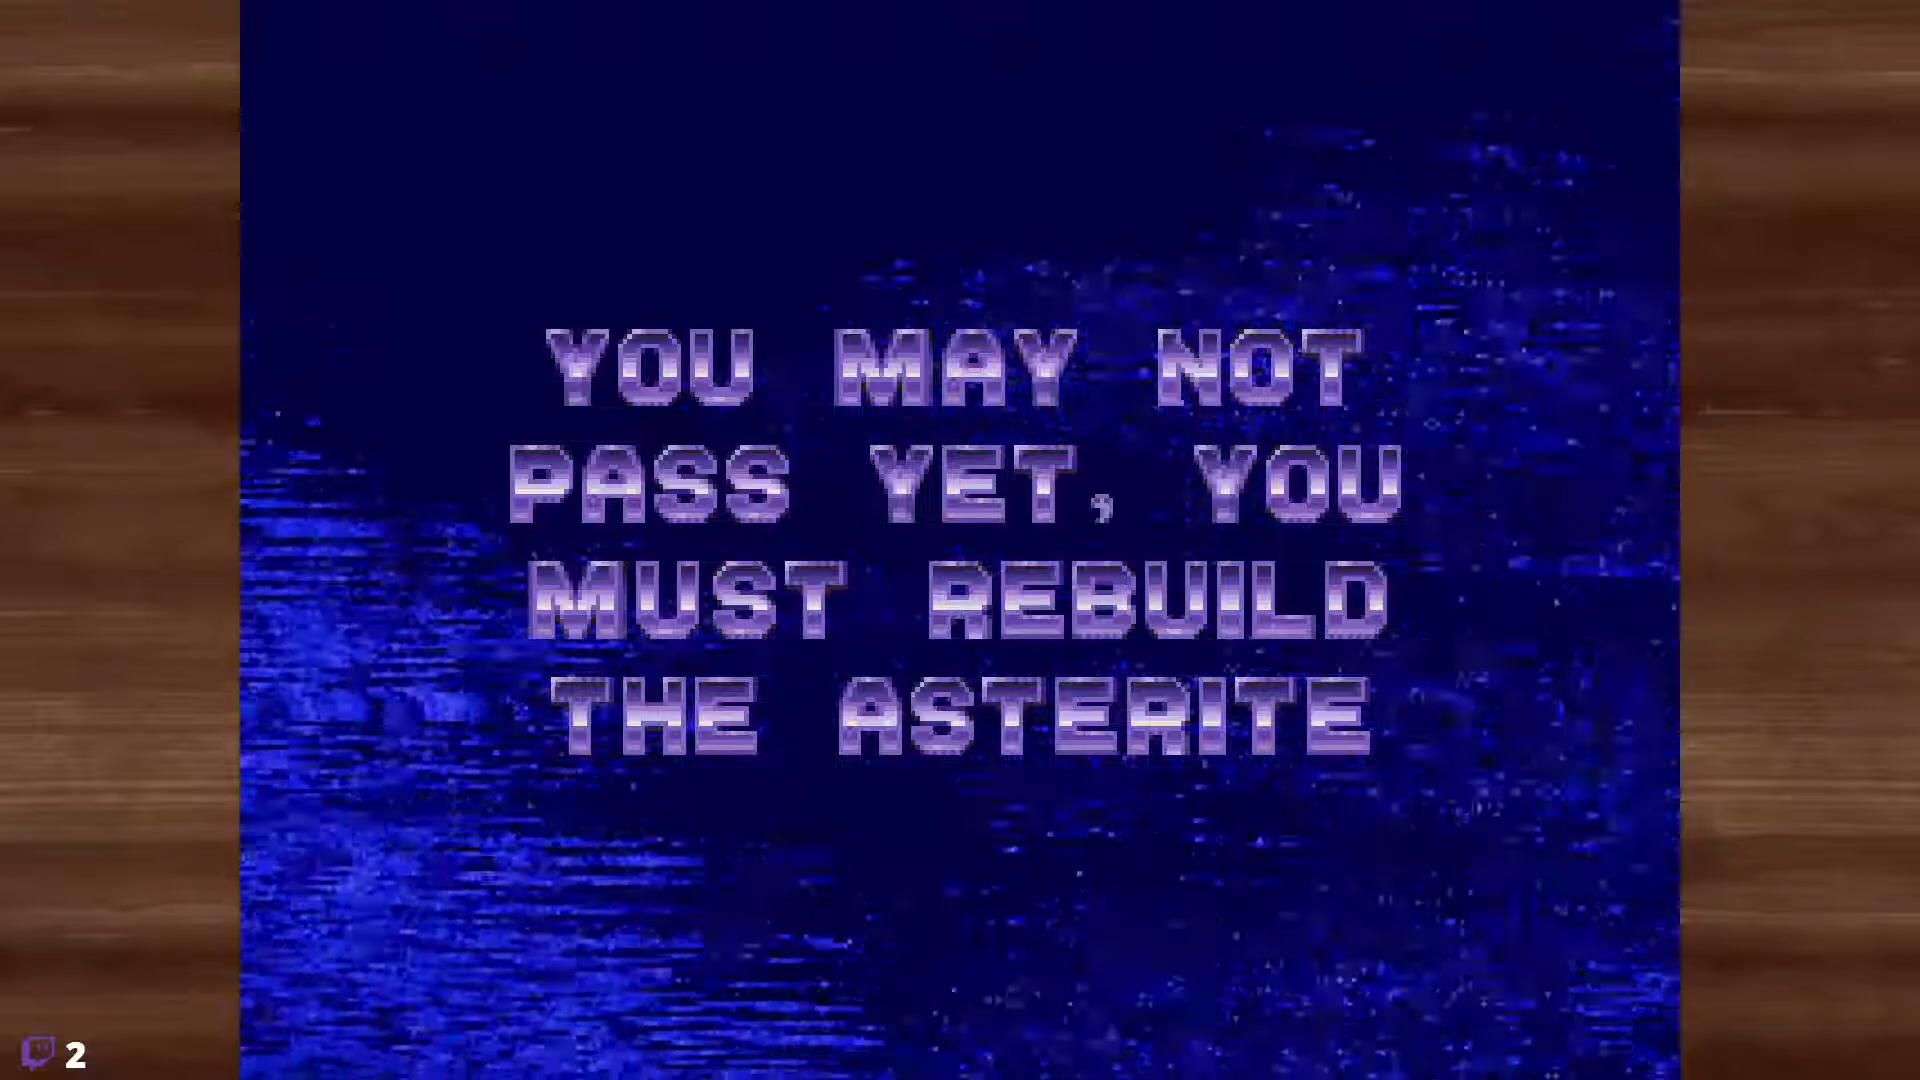 YOU MAY NOT
PASS YET, YOU
MUST REBUILD
THE ASTERITE
2